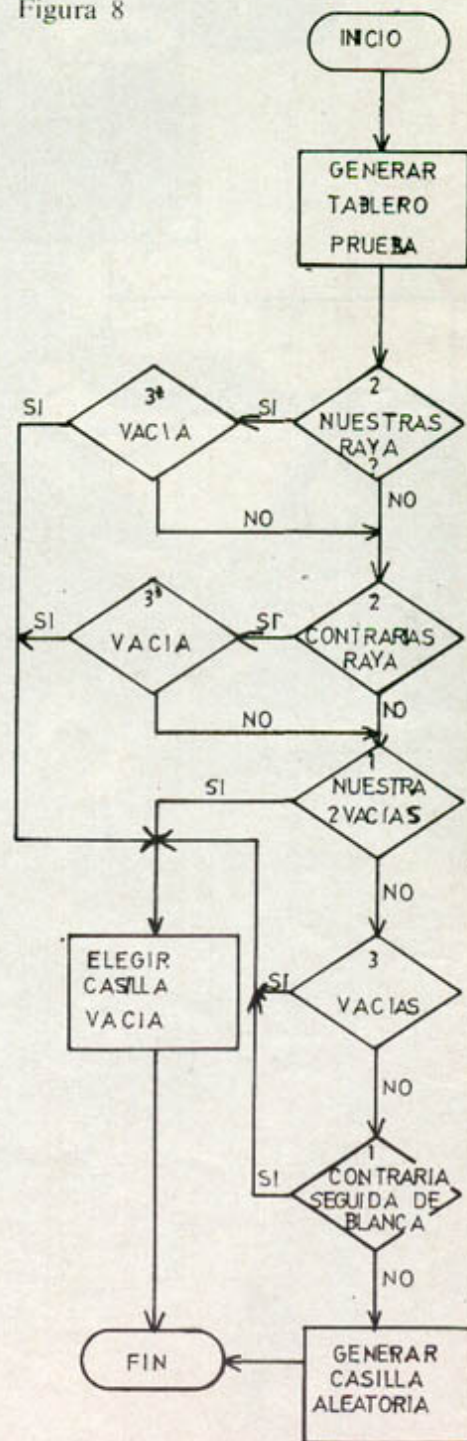 Figura 8
INICIO
GENERAR
TABLERO
PRUEBA
2
NUESTRAS
RAYA
?
SI
3ª
VACIA
SI
NO
NO
2
CONTRARIAS
RAYA
SI
3ª
VACIA
SI
NO
NO
1
NUESTRA
2 VACIAS
SI
NO
ELEGIR
CASILLA
VACIA
3
VACIAS
SI
NO
1
CONTRARIA
SEGUIDA DE
BLANCA
SI
NO
FIN
GENERAR
CASILLA
ALEATORIA